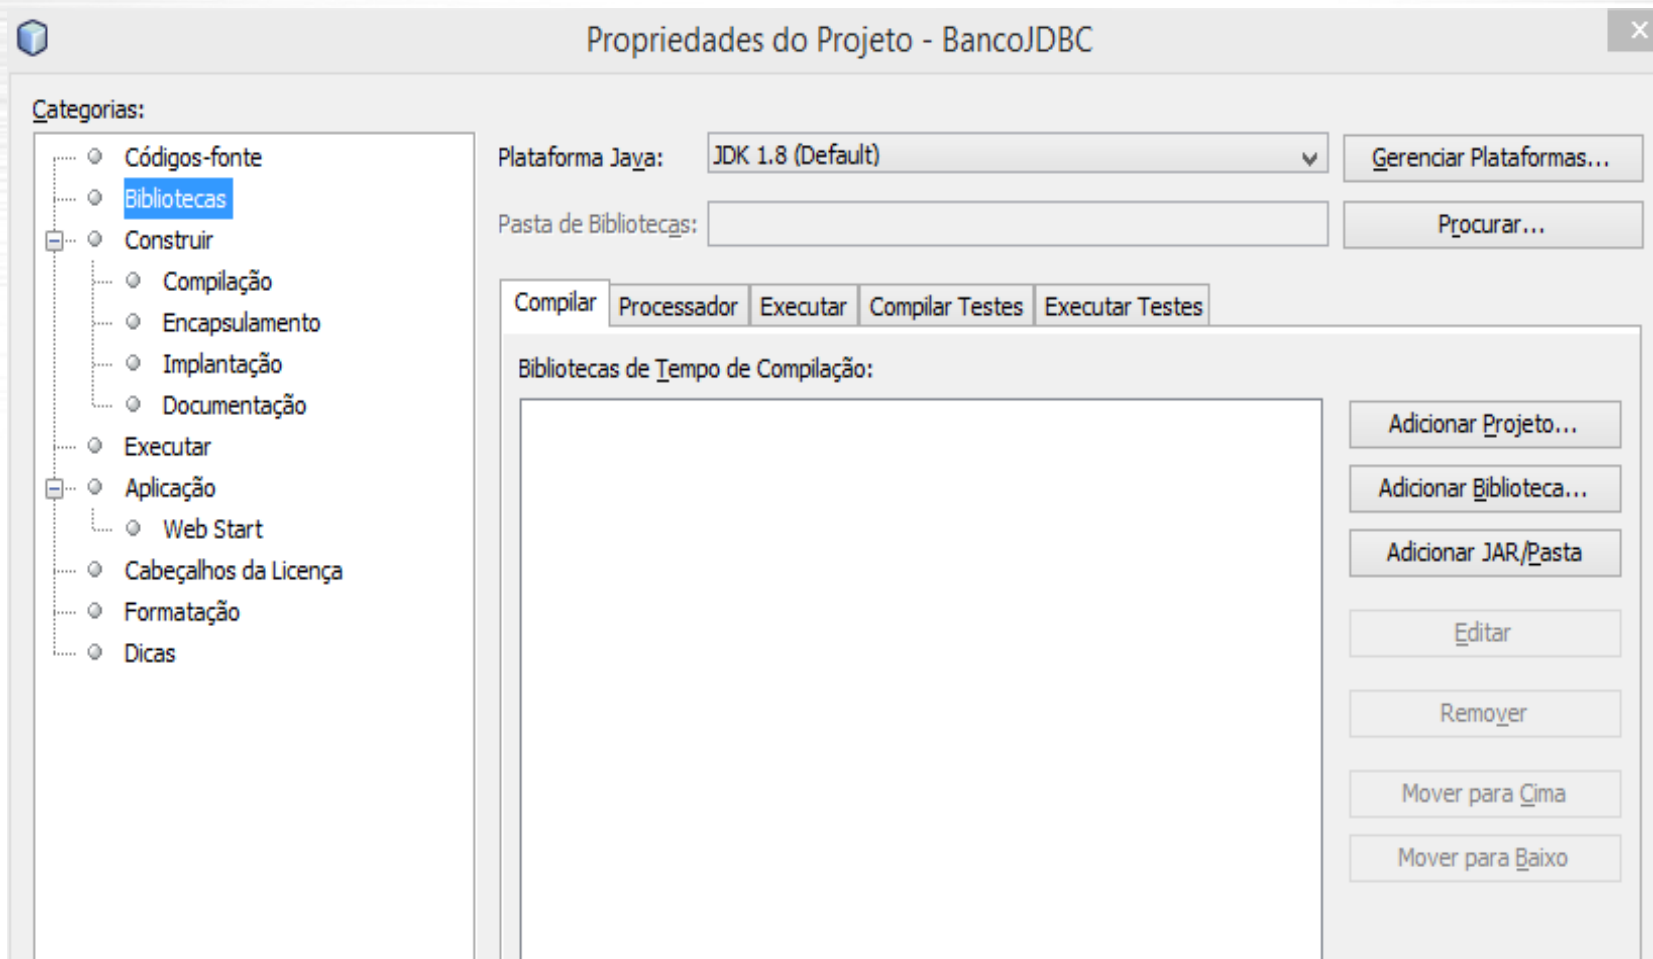 Propriedades do Projeto - BancoJDBC
x
Categorias:
Códigos-fonte
Bibliotecas
Construir
Compilação
Encapsulamento
Implantação
Documentação
Executar
Aplicação
Web Start
Cabeçalhos da Licença
Formatação
Dicas
Plataforma Java: JDK 1.8 (Default) Gerenciar Plataformas...
Pasta de Bibliotecas: Procurar...
Compilar Processador Executar Compilar Testes Executar Testes
Bibliotecas de Tempo de Compilação:
Adicionar Projeto...
Adicionar Biblioteca...
Adicionar JAR/Pasta
Editar
Remover
Mover para Cima
Mover para Baixo